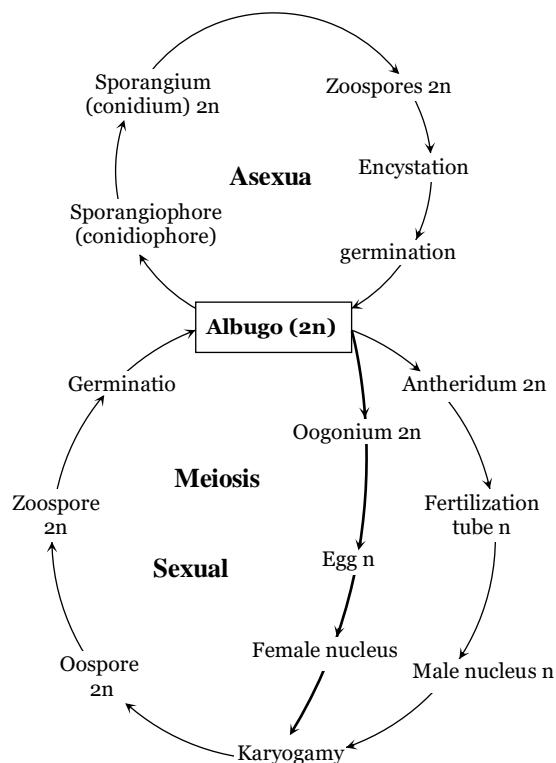 Sporangium
(conidium) 2n
Zoospores 2n
Encystation
Asexua
Sporangiophore
(conidiophore)
germination
Albugo (2n)
Germinatio
Antheridum 2n
Oogonium 2n
Meiosis
Zoospore
2n
Fertilization
tube n
Egg n
Sexual
Female nucleus
Oospore
2n
Male nucleus n
Karyogamy